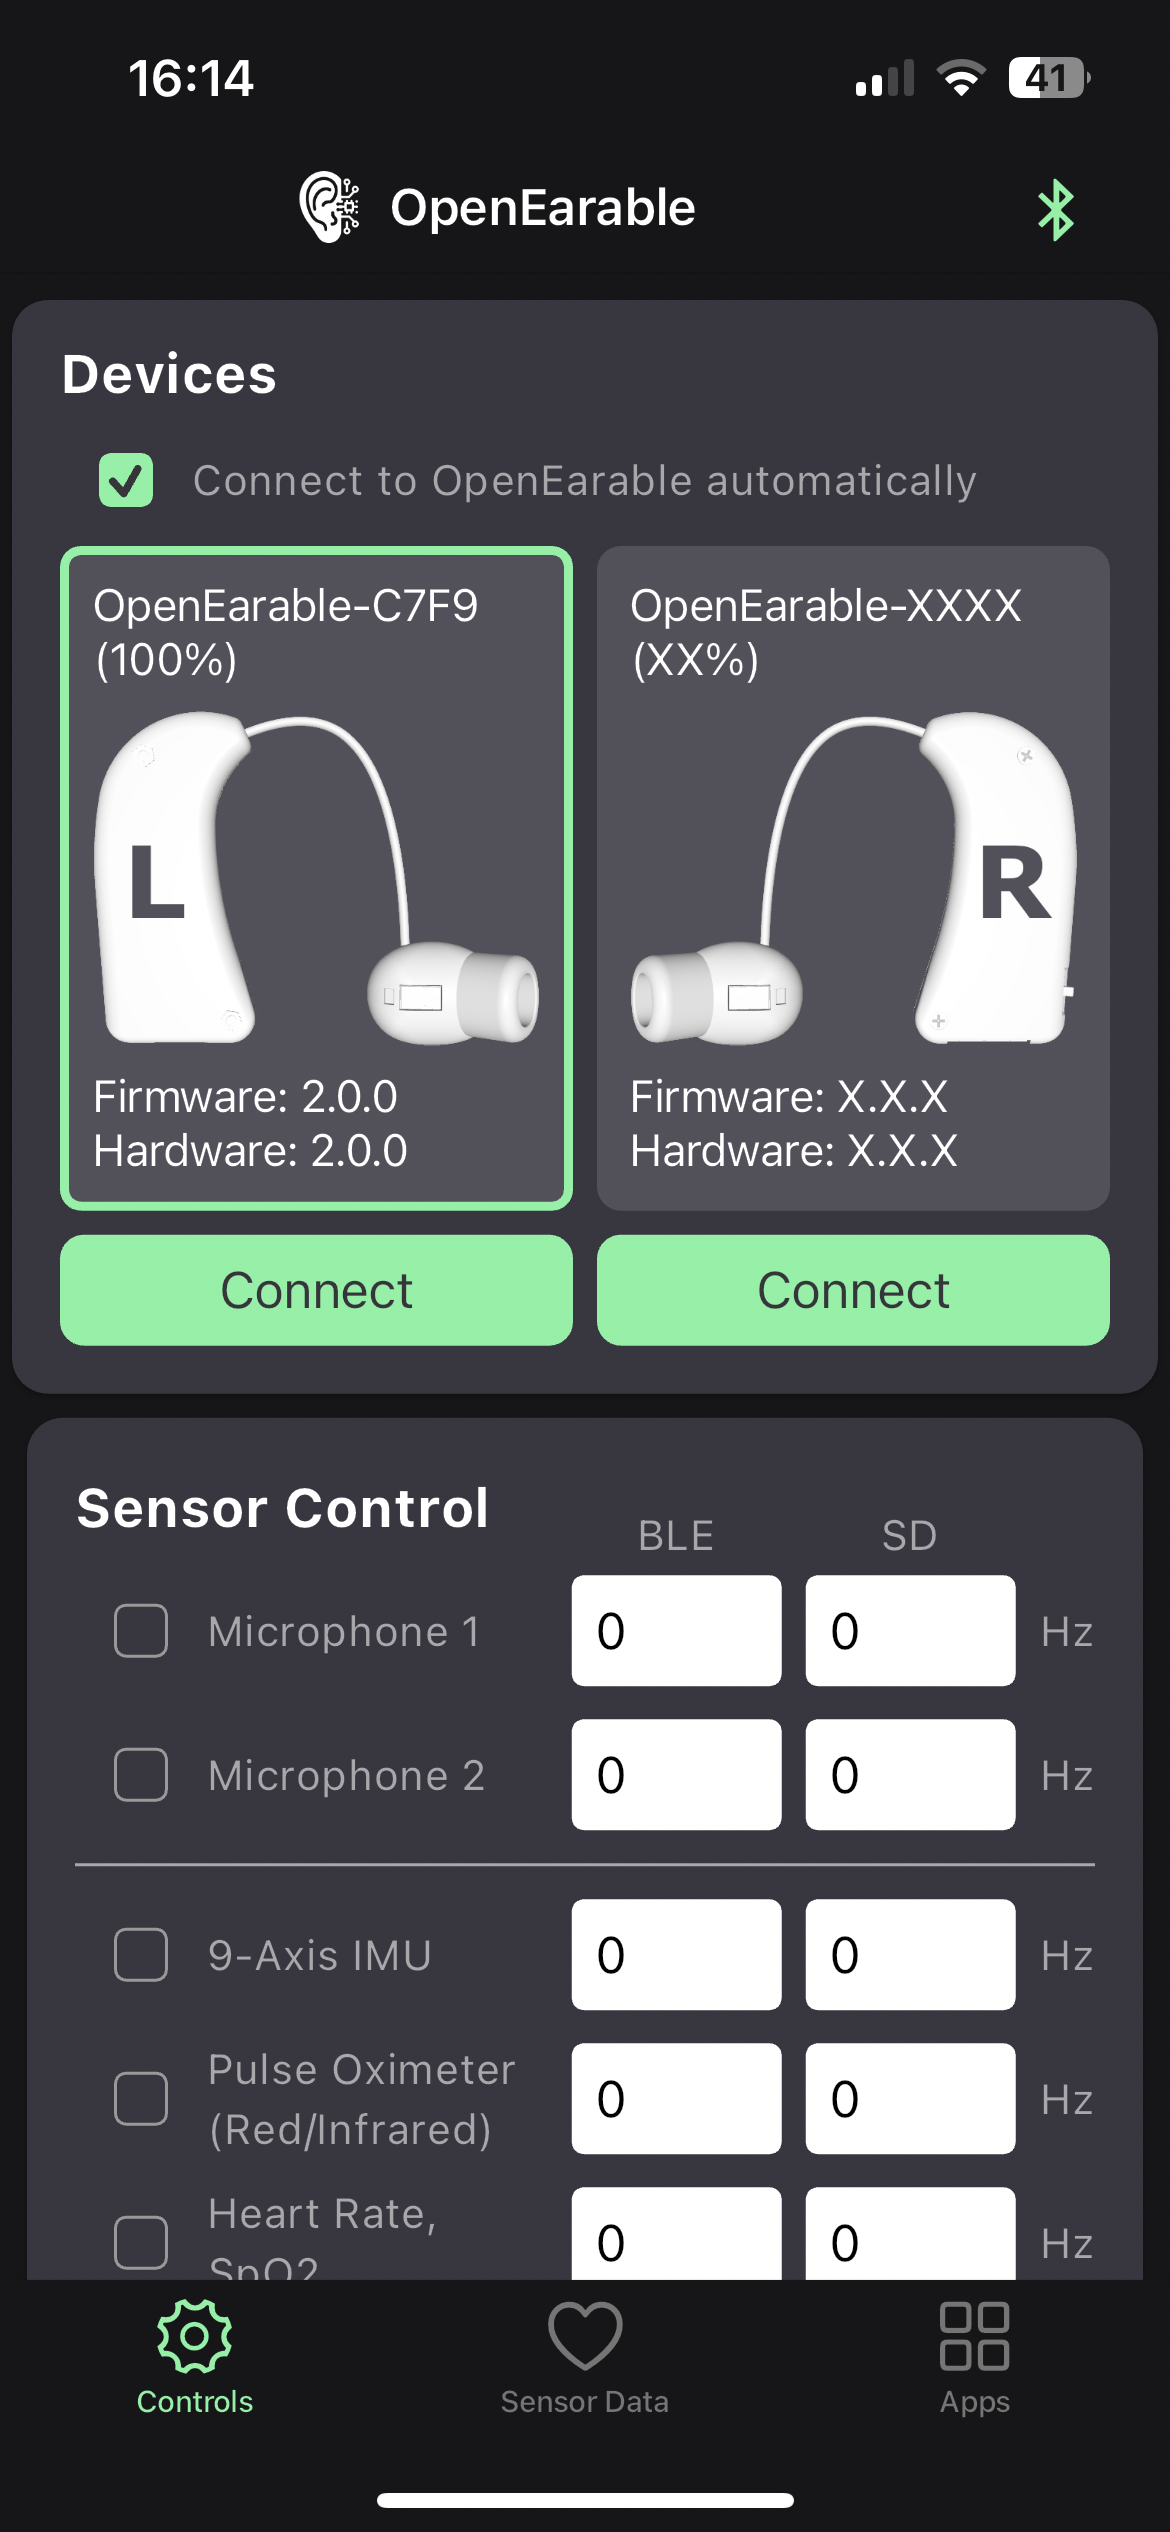 16:14
41
OpenEarable
Devices
Connect to OpenEarable automatically
OpenEarable-C7F9
(100%)
L
Firmware: 2.0.0
Hardware: 2.0.0
Connect
OpenEarable-XXXX
(XX%)
R
Firmware: X.X.X
Hardware: X.X.X
Connect
Sensor Control
BLE SD
Microphone 1 0 0 Hz
Microphone 2 0 0 Hz
9-Axis IMU 0 0 Hz
Pulse Oximeter
(Red/Infrared) 0 0 Hz
Heart Rate,
SpO2 0 0 Hz
Controls
Sensor Data
Apps